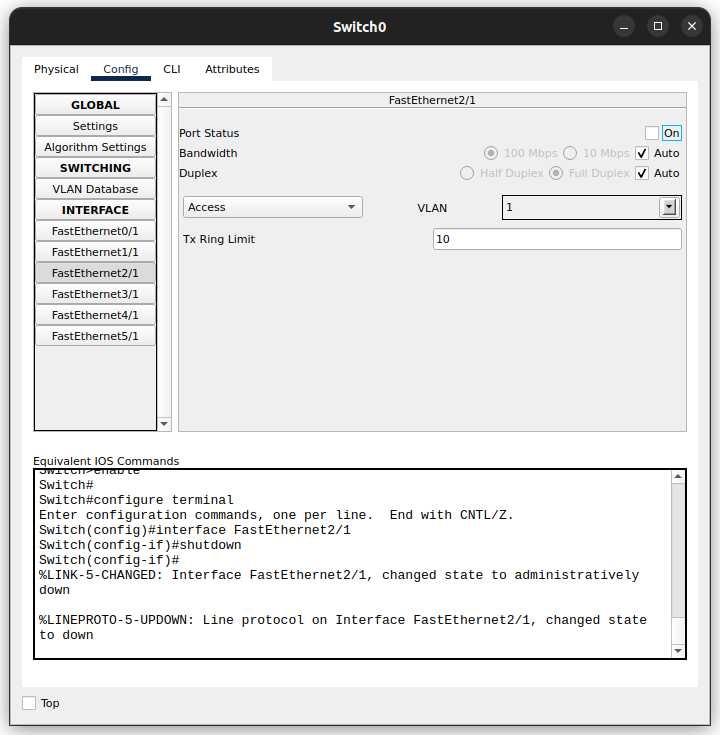 Switch0
Physical Config CLI Attributes
GLOBAL
Settings
Algorithm Settings
SWITCHING
VLAN Database
INTERFACE
FastEthernet0/1
FastEthernet1/1
FastEthernet2/1
FastEthernet3/1
FastEthernet4/1
FastEthernet5/1
FastEthernet2/1
Port Status On
Bandwidth 100 Mbps 10 Mbps Auto
Duplex Half Duplex Full Duplex Auto
Access VLAN 1
Tx Ring Limit 10
Equivalent IOS Commands
Switch>enable
Switch#
Switch#configure terminal
Enter configuration commands, one per line.  End with CNTL/Z.
Switch(config)#interface FastEthernet2/1
Switch(config-if)#shutdown
Switch(config-if)#
%LINK-5-CHANGED: Interface FastEthernet2/1, changed state to administratively
down
%LINEPROTO-5-UPDOWN: Line protocol on Interface FastEthernet2/1, changed state
to down
Top